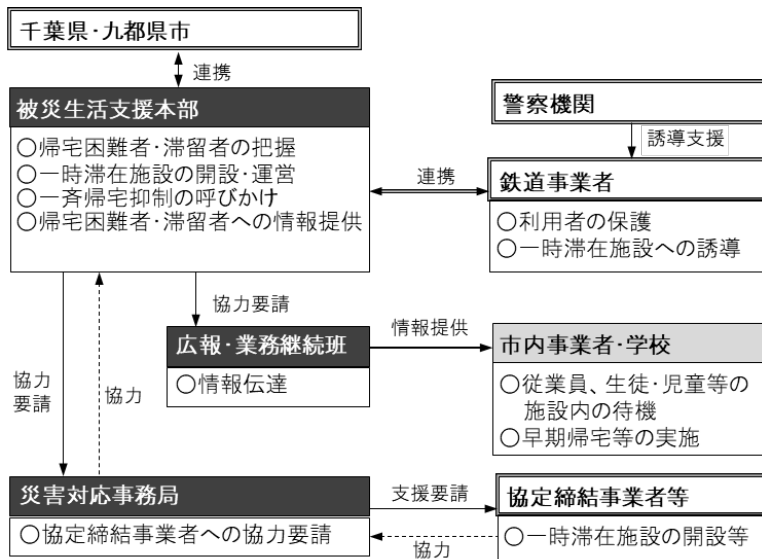 千葉県・九都県市
連携
被災生活支援本部
○帰宅困難者・滞留者の把握
○一時滞在施設の開設・運営
○一斉帰宅抑制の呼びかけ
○帰宅困難者・滞留者への情報提供
警察機関
誘導支援
連携
鉄道事業者
○利用者の保護
○一時滞在施設への誘導
協力要請
広報・業務継続班
○情報伝達
情報提供
市内事業者・学校
○従業員、生徒・児童等の
施設内の待機
○早期帰宅等の実施
協力
要請
協力
災害対応事務局
○協定締結事業者への協力要請
支援要請
協力
協定締結事業者等
○一時滞在施設の開設等